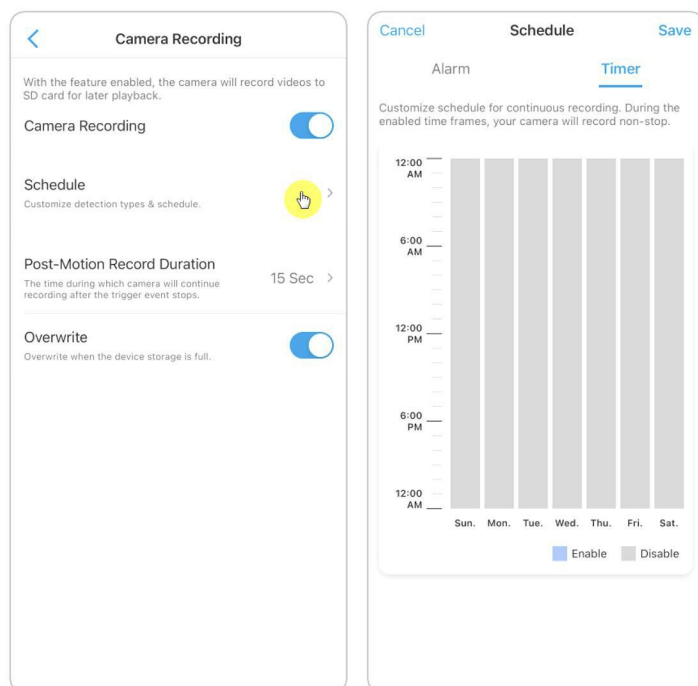 Camera Recording
With the feature enabled, the camera will record videos to
SD card for later playback.
Camera Recording
Schedule
Customize detection types & schedule.
Post-Motion Record Duration
The time during which camera will continue
recording after the trigger event stops.
15 Sec
Overwrite
Overwrite when the device storage is full.
Cancel
Schedule
Save
Alarm
Timer
Customize schedule for continuous recording. During the
enabled time frames, your camera will record non-stop.
12:00
AM
6:00
AM
12:00
PM
6:00
PM
12:00
AM
Sun. Mon. Tue. Wed. Thu. Fri. Sat.
Enable Disable